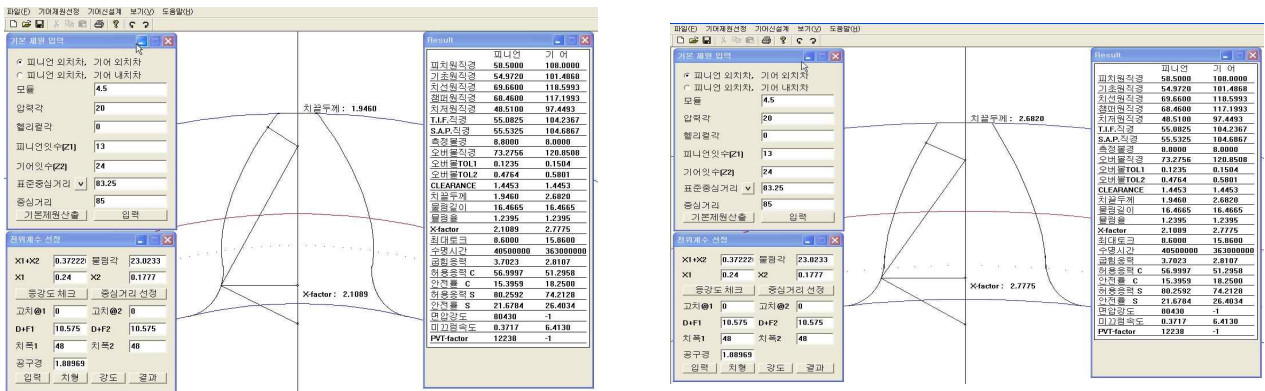 파일(F) 기어제원선정 기어신설계 보기(V) 도움말(H)
기본 제원 입력
피니언 외치차, 기어 외치차
피니언 외치차, 기어 내치차
모듈 4.5
압력각 20
헬리컬각 0
피니언잇수(Z1) 13
기어잇수(Z2) 24
표준중심거리 83.25
중심거리 85
기본제원산출 입력
전위계수 선정
X1+X2 0.37222 물림각 23.0233
X1 0.24 X2 0.1777
등강도 체크 중심거리 선정
고치@1 0 고치@2 0
D+F1 10.575 D+F2 10.575
치폭1 48 치폭2 48
공구경 1.88969
입력 치형 강도 결과
치끝두께 : 1.9460
X-factor : 2.1089
Result
피니언 기 어
피치원직경 58.5000 108.0000
기초원직경 54.9720 101.4868
치선원직경 69.6600 118.5993
챔퍼원직경 68.4600 117.1993
치저원직경 48.5100 97.4493
T.I.F.직경 55.0825 104.2367
S.A.P.직경 55.5325 104.6867
측정볼경 8.8000 8.0000
오버볼직경 73.2756 120.8508
오버볼TOL1 0.1235 0.1504
오버볼TOL2 0.4764 0.5801
CLEARANCE 1.4453 1.4453
치끝두께 1.9460 2.6820
물림길이 16.4665 16.4665
물림율 1.2395 1.2395
X-factor 2.1089 2.7775
최대토크 8.6000 15.8600
수명시간 40500000 363000000
굽힘응력 3.7023 2.8107
허용응력 C 56.9997 51.2958
안전률 C 15.3959 18.2500
허용응력 S 80.2592 74.2128
안전률 S 21.6784 26.4034
면압강도 80430 -1
미끄럼속도 0.3717 6.4130
PVT-factor 12238 -1
파일(F) 기어제원선정 기어신설계 보기(V) 도움말(H)
기본 제원 입력
피니언 외치차, 기어 외치차
피니언 외치차, 기어 내치차
모듈 4.5
압력각 20
헬리컬각 0
피니언잇수(Z1) 13
기어잇수(Z2) 24
표준중심거리 83.25
중심거리 85
기본제원산출 입력
전위계수 선정
X1+X2 0.37222 물림각 23.0233
X1 0.24 X2 0.1777
등강도 체크 중심거리 선정
고치@1 0 고치@2 0
D+F1 10.575 D+F2 10.575
치폭1 48 치폭2 48
공구경 1.88969
입력 치형 강도 결과
치끝두께 : 2.6820
X-factor : 2.7775
Result
피니언 기 어
피치원직경 58.5000 108.0000
기초원직경 54.9720 101.4868
치선원직경 69.6600 118.5993
챔퍼원직경 68.4600 117.1993
치저원직경 48.5100 97.4493
T.I.F.직경 55.0825 104.2367
S.A.P.직경 55.5325 104.6867
측정볼경 8.8000 8.0000
오버볼직경 73.2756 120.8508
오버볼TOL1 0.1235 0.1504
오버볼TOL2 0.4764 0.5801
CLEARANCE 1.4453 1.4453
치끝두께 1.9460 2.6820
물림길이 16.4665 16.4665
물림율 1.2395 1.2395
X-factor 2.1089 2.7775
최대토크 8.6000 15.8600
수명시간 40500000 363000000
굽힘응력 3.7023 2.8107
허용응력 C 56.9997 51.2958
안전률 C 15.3959 18.2500
허용응력 S 80.2592 74.2128
안전률 S 21.6784 26.4034
면압강도 80430 -1
미끄럼속도 0.3717 6.4130
PVT-factor 12238 -1